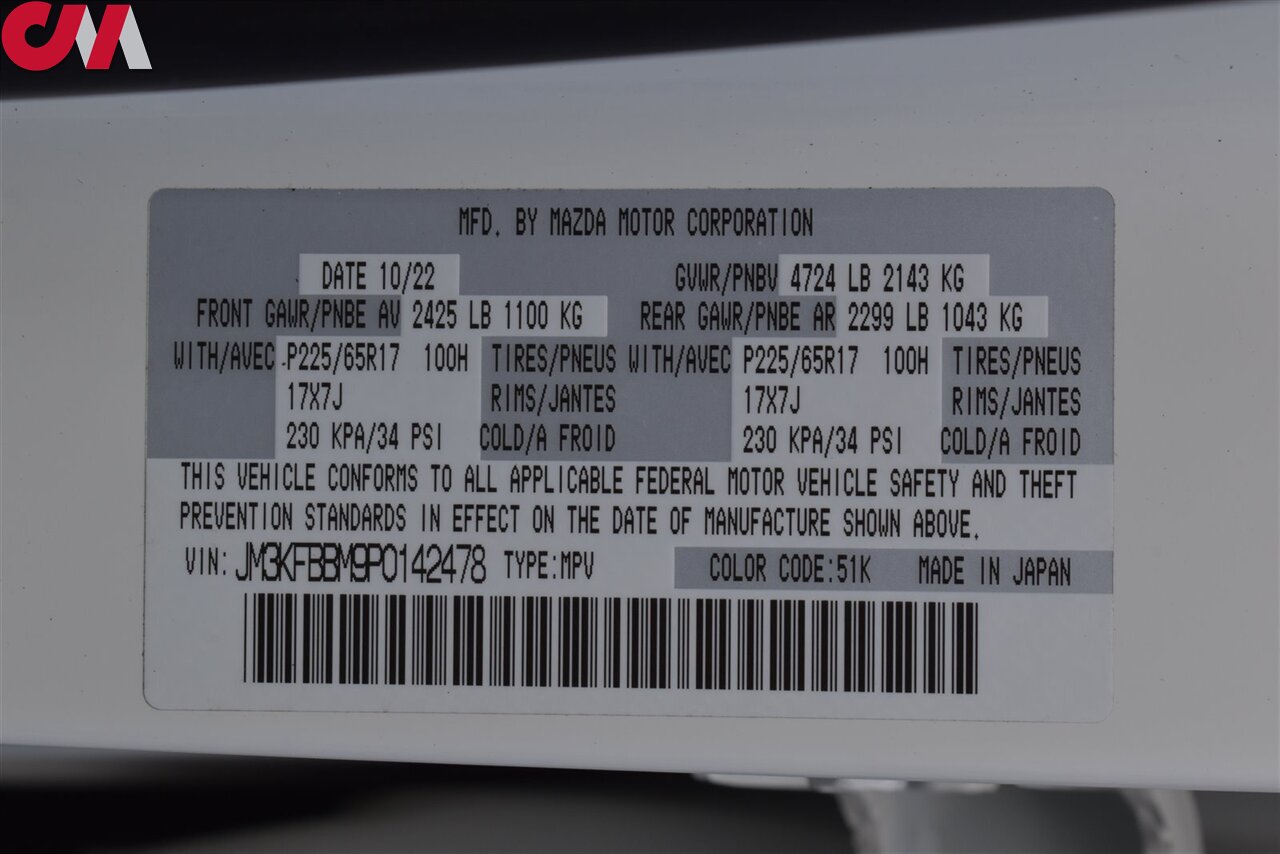 CM
MFD. BY MAZDA MOTOR CORPORATION
DATE 10/22 GVWR/PNBV 4724 LB 2143 KG
FRONT GAWR/PNBE AV 2425 LB 1100 KG REAR GAWR/PNBE AR 2299 LB 1043 KG
WITH/AVEC P225/65R17 100H TIRES/PNEUS WITH/AVEC P225/65R17 100H TIRES/PNEUS
17X7J RIMS/JANTES 17X7J RIMS/JANTES
230 KPA/34 PSI COLD/A FROID 230 KPA/34 PSI COLD/A FROID
THIS VEHICLE CONFORMS TO ALL APPLICABLE FEDERAL MOTOR VEHICLE SAFETY AND THEFT
PREVENTION STANDARDS IN EFFECT ON THE DATE OF MANUFACTURE SHOWN ABOVE.
VIN: JM3KFBBM9P0142478 TYPE:MPV COLOR CODE:51K MADE IN JAPAN